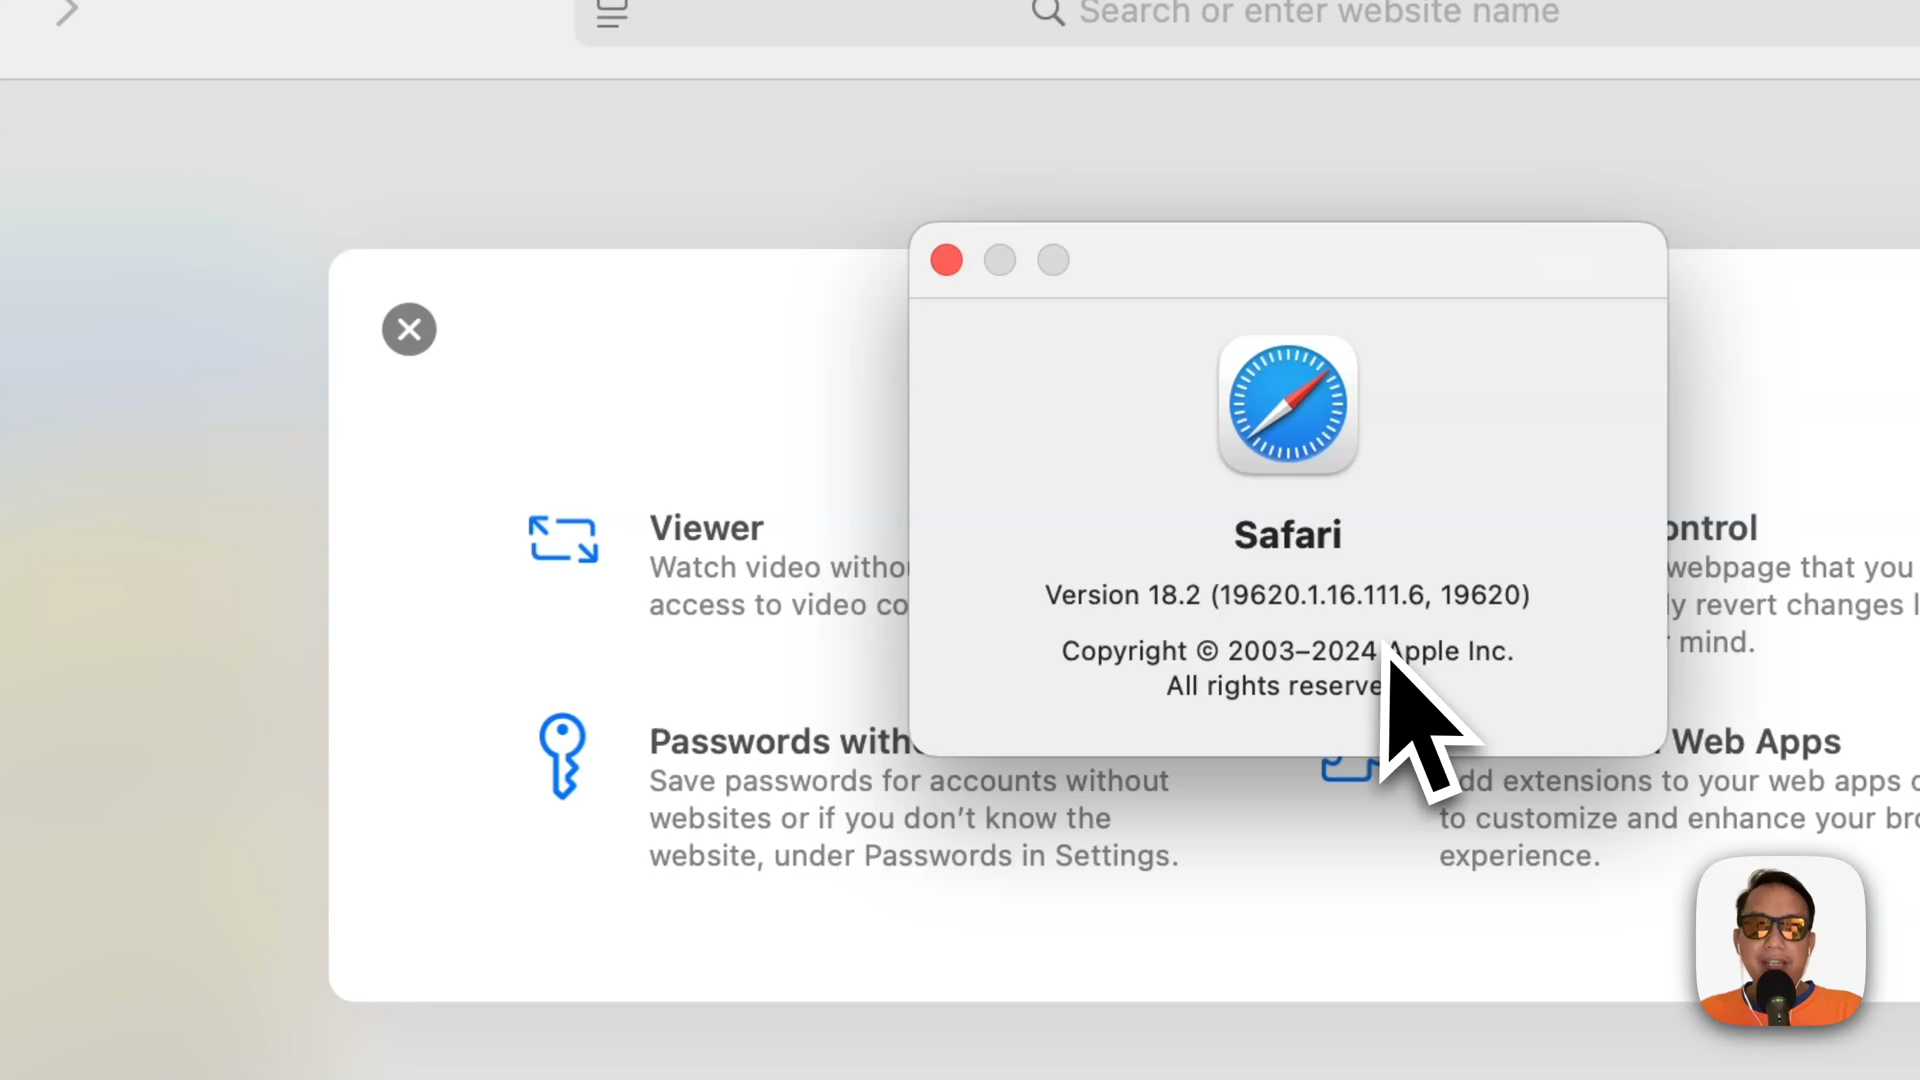 Search or enter website name
Viewer
Watch video witho
access to video co
Safari
Version 18.2 (19620.1.16.111.6, 19620)
Copyright © 2003–2024 Apple Inc.
All rights reserve
ontrol
webpage that you
ly revert changes
mind.
Passwords with
Save passwords for accounts without
websites or if you don't know the
website, under Passwords in Settings.
Web Apps
dd extensions to your web apps
to customize and enhance your bro
experience.